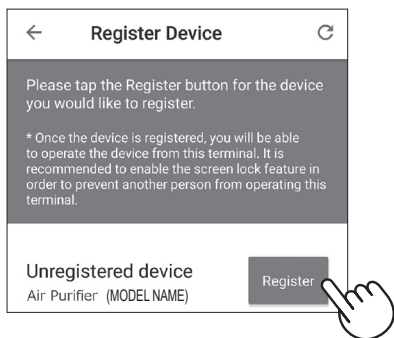 Register Device
Please tap the Register button for the device
you would like to register.
* Once the device is registered, you will be able
to operate the device from this terminal. It is
recommended to enable the screen lock feature in
order to prevent another person from operating this
terminal.
Unregistered device
Register
Air Purifier (MODEL NAME)